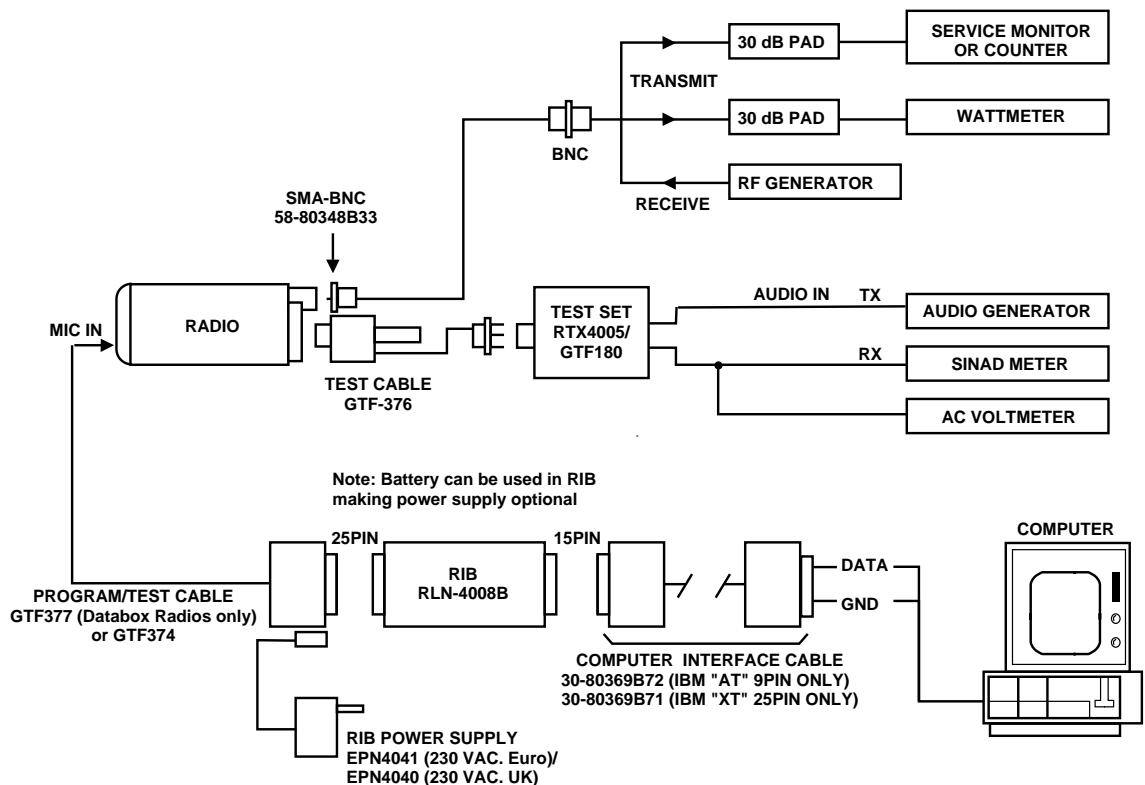 30 dB PAD
SERVICE MONITOR
OR COUNTER
TRANSMIT
30 dB PAD
WATTMETER
BNC
RF GENERATOR
RECEIVE
SMA-BNC
58-80348B33
MIC IN
RADIO
TEST CABLE
GTF-376
TEST SET
RTX4005/
GTF180
AUDIO IN
TX
AUDIO GENERATOR
RX
SINAD METER
AC VOLTMETER
Note: Battery can be used in RIB
making power supply optional
25PIN
RIB
RLN-4008B
15PIN
DATA
GND
COMPUTER
PROGRAM/TEST CABLE
GTF377 (Databox Radios only)
or GTF374
COMPUTER INTERFACE CABLE
30-80369B72 (IBM "AT" 9PIN ONLY)
30-80369B71 (IBM "XT" 25PIN ONLY)
RIB POWER SUPPLY
EPN4041 (230 VAC. Euro)/
EPN4040 (230 VAC. UK)